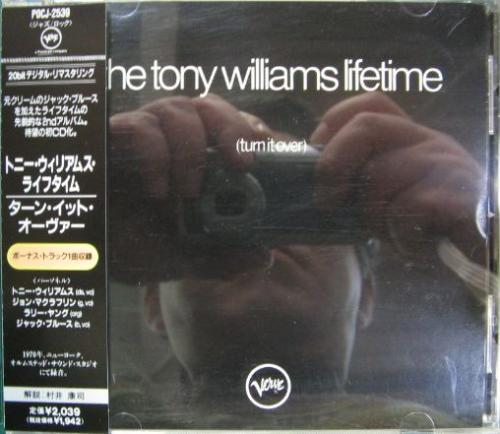 POCJ-2539
〈ジャズ/ロック〉
Verve
20bitデジタル・リマスタリング
元クリームのジャック・ブルース
を加えたライフタイムの
先鋭的な2ndアルバム。
待望の初CD化。
トニー・ウィリアムス・
ライフタイム
ターン・イット・
オーヴァー
ボーナス・トラック1曲収録
〈パーソネル〉
トニー・ウィリアムス(ds, vo)
ジョン・マクラフリン(g, vo)
ラリー・ヤング(org)
ジャック・ブルース(b, vo)
1970年、ニューヨーク、
オルムステッド・サウンド・スタジオ
にて録音。
解説:村井康司
定価¥2,039
(税抜価格¥1,942)
he tony williams lifetime
(turn it over)
Verve